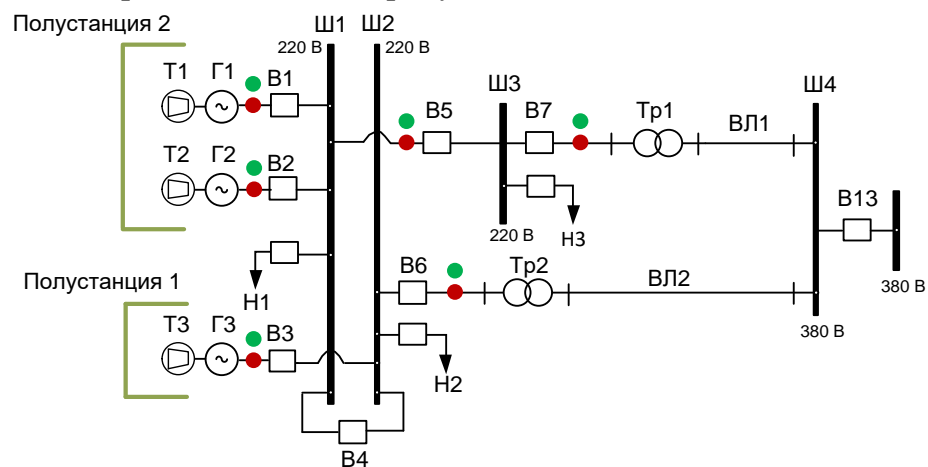 Полустанция 2
Ш1 Ш2
220 В 220 В
Т1 Г1 В1
В5 Ш3 В7 Тр1 ВЛ1 Ш4
Т2 Г2 В2
В13
220 В Н3
Полустанция 1
Н1
В6 Тр2 ВЛ2
380 В
380 В
Т3 Г3 В3
Н2
В4